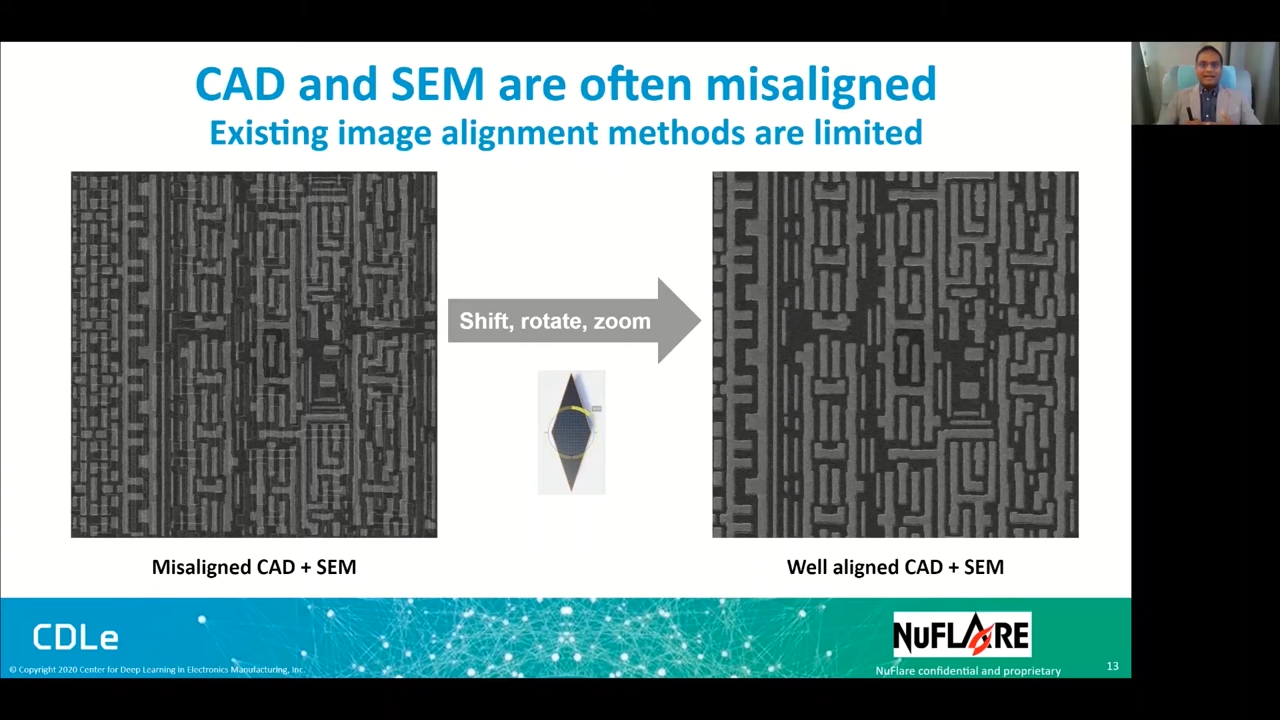 CAD and SEM are often misaligned
Existing image alignment methods are limited
Shift, rotate, zoom
Misaligned CAD + SEM
Well aligned CAD + SEM
CDLe
NUFLARE
© Copyright 2020 Center for Deep Learning in Electronics Manufacturing, Inc.
NuFlare confidential and proprietary
13